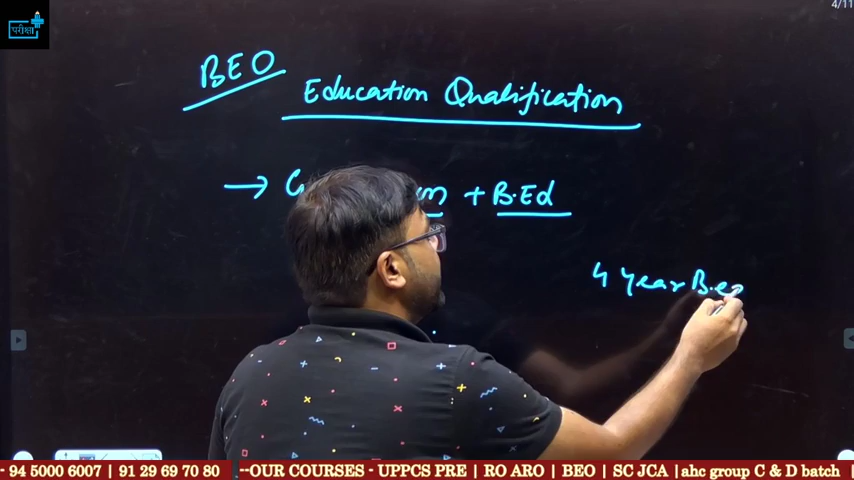 4/11
परीक्षा
BEO
Education Qualification
→ + B.Ed
4 year B.e
- 94 5000 6007 | 91 29 69 70 80 --OUR COURSES - UPPCS PRE | RO ARO | BEO | SC JCA | ahc group C & D batch |